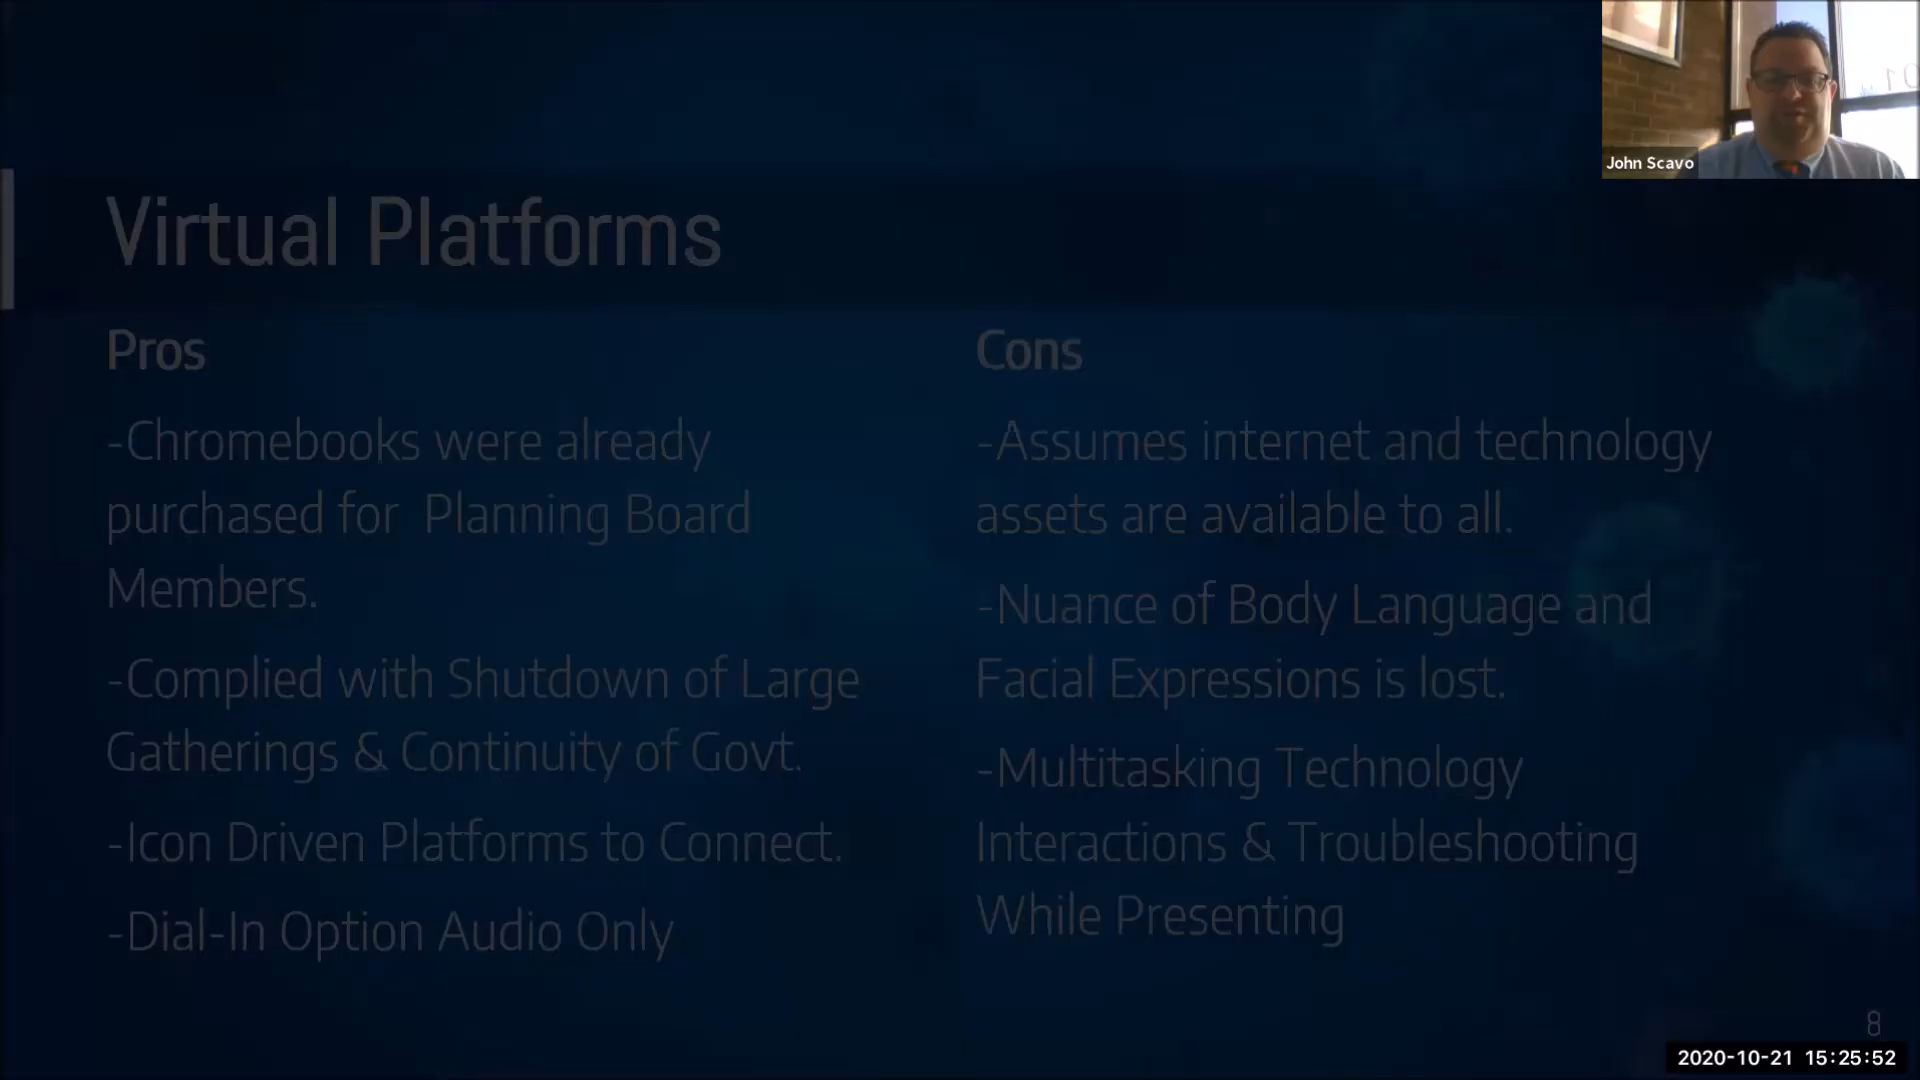 John Scavo
Virtual Platforms
Pros
-Chromebooks were already
purchased for Planning Board
Members.
-Complied with Shutdown of Large
Gatherings & Continuity of Govt.
-Icon Driven Platforms to Connect.
-Dial-In Option Audio Only
Cons
-Assumes internet and technology
assets are available to all.
-Nuance of Body Language and
Facial Expressions is lost.
-Multitasking Technology
Interactions & Troubleshooting
While Presenting
8
2020-10-21 15:25:52